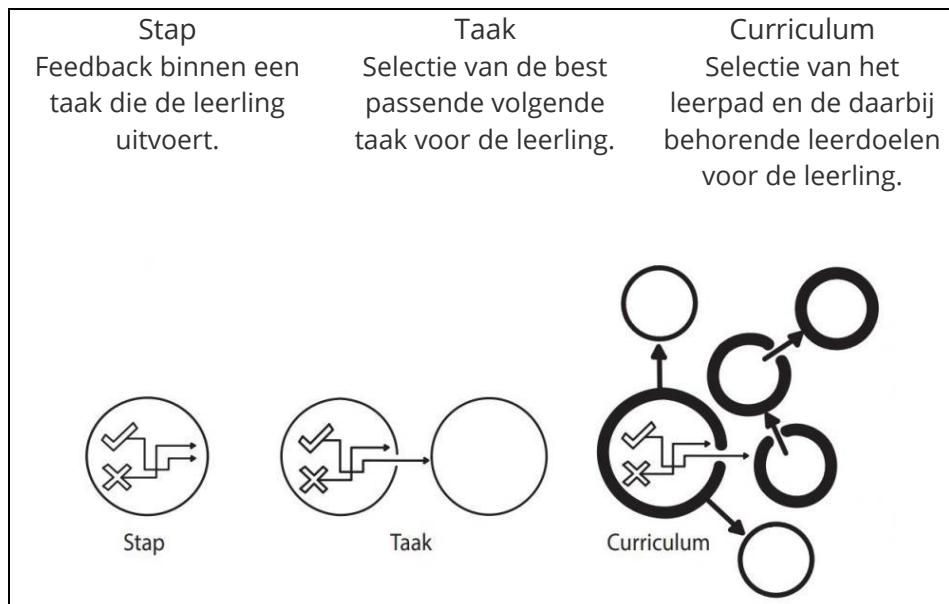 Stap
Feedback binnen een
taak die de leerling
uitvoert.
Taak
Selectie van de best
passende volgende
taak voor de leerling.
Curriculum
Selectie van het
leerpad en de daarbij
behorende leerdoelen
voor de leerling.
Stap
Taak
Curriculum